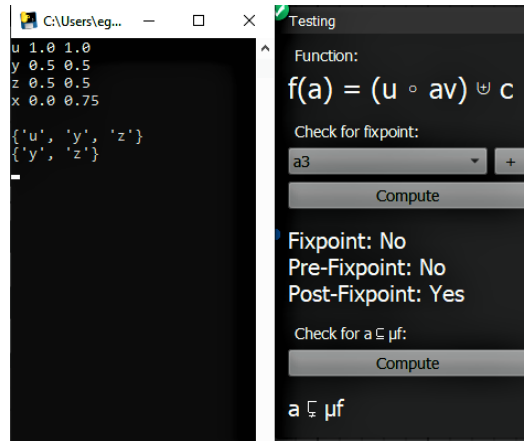 C:\Users\eg...
u 1.0 1.0
y 0.5 0.5
z 0.5 0.5
x 0.0 0.75
{'u', 'y', 'z'}
{'y', 'z'}
Testing
Function:
f(a) = (u ∘ av) ⊎ c
Check for fixpoint:
a3
+
Compute
Fixpoint: No
Pre-Fixpoint: No
Post-Fixpoint: Yes
Check for a ⊑ μf:
Compute
a ⋤ μf